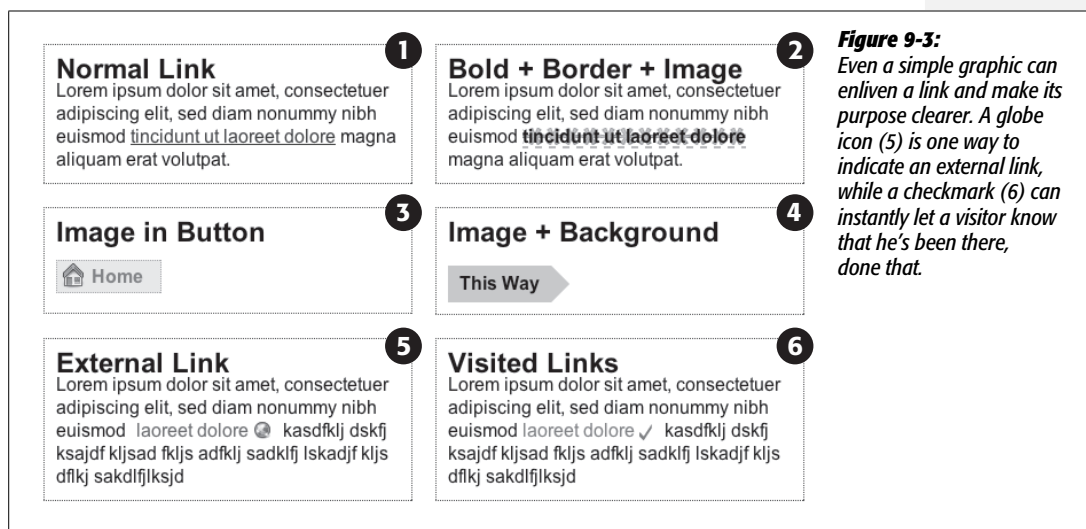 1
Normal Link
Lorem ipsum dolor sit amet, consectetuer
adipiscing elit, sed diam nonummy nibh
euismod tincidunt ut laoreet dolore magna
aliquam erat volutpat.
2
Bold + Border + Image
Lorem ipsum dolor sit amet, consectetuer
adipiscing elit, sed diam nonummy nibh
euismod tincidunt ut laoreet dolore
magna aliquam erat volutpat.
3
Image in Button
Home
4
Image + Background
This Way
5
External Link
Lorem ipsum dolor sit amet, consectetuer
adipiscing elit, sed diam nonummy nibh
euismod laoreet dolore kasdfklj dskfj
ksajdf kljsad fkljs adfklj sadklfj lskadjf kljs
dflkj sakdlfjlksjd
6
Visited Links
Lorem ipsum dolor sit amet, consectetuer
adipiscing elit, sed diam nonummy nibh
euismod laoreet dolore kasdfklj dskfj
ksajdf kljsad fkljs adfklj sadklfj lskadjf kljs
dflkj sakdlfjlksjd
Figure 9-3:
Even a simple graphic can
enliven a link and make its
purpose clearer. A globe
icon (5) is one way to
indicate an external link,
while a checkmark (6) can
instantly let a visitor know
that he's been there,
done that.